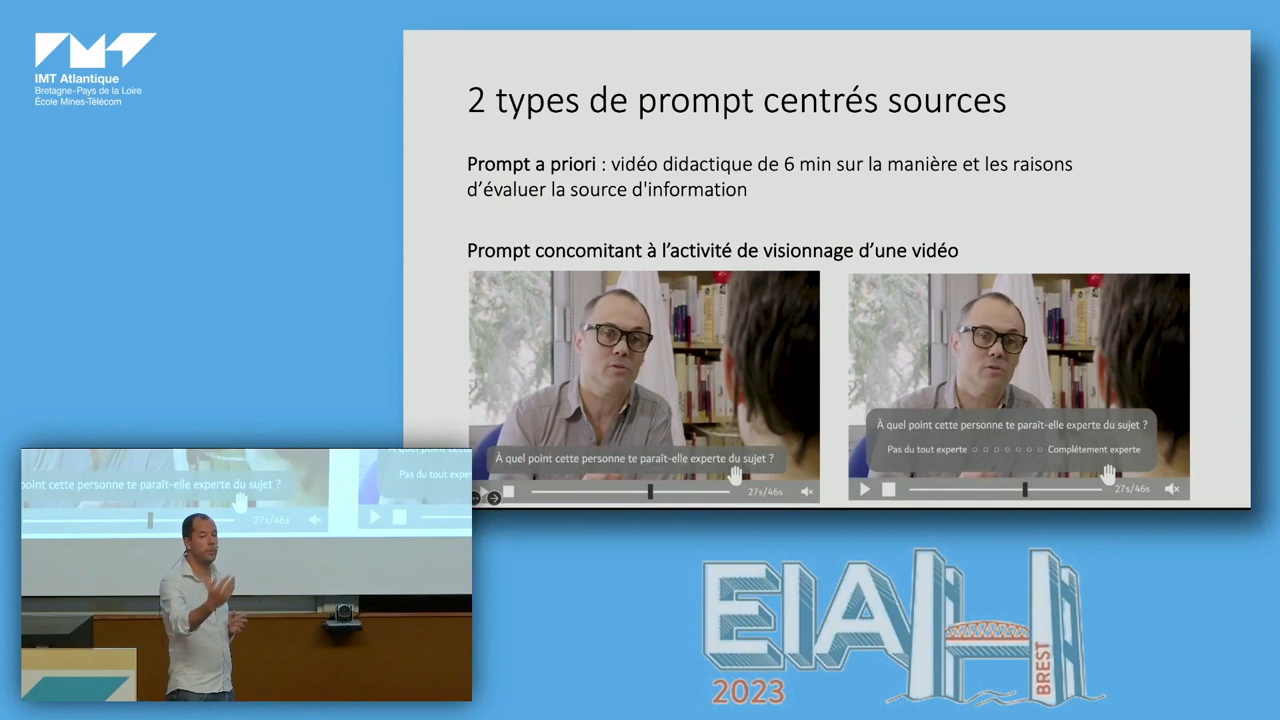 IMT Atlantique
Bretagne-Pays de la Loire
École Mines-Télécom
2 types de prompt centrés sources
Prompt a priori : vidéo didactique de 6 min sur la manière et les raisons
d'évaluer la source d'information
Prompt concomitant à l'activité de visionnage d'une vidéo
À quel point cette personne te paraît-elle experte du sujet ?
27s/46s
À quel point cette personne te paraît-elle experte du sujet ?
Pas du tout experte
Complétement experte
27s/46s
point cette personne te paraît-elle experte du sujet ?
27s/46s
Pas du tout expe
EIAH
BREST
2023